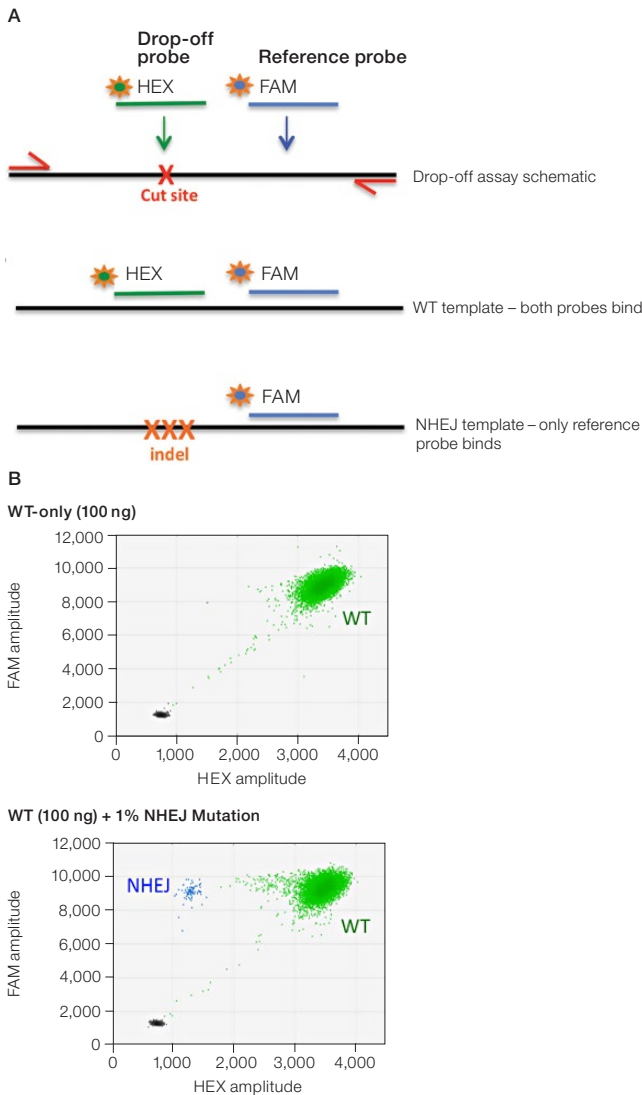 A
Drop-off
probe
Reference probe
HEX
FAM
X
Cut site
Drop-off assay schematic
HEX
FAM
WT template – both probes bind
FAM
XXX
indel
NHEJ template – only reference
probe binds
B
WT-only (100 ng)
12,000
10,000
8,000
6,000
4,000
2,000
0
FAM amplitude
WT
0 1,000 2,000 3,000 4,000
HEX amplitude
WT (100 ng) + 1% NHEJ Mutation
12,000
10,000
8,000
6,000
4,000
2,000
0
FAM amplitude
NHEJ
WT
0 1,000 2,000 3,000 4,000
HEX amplitude